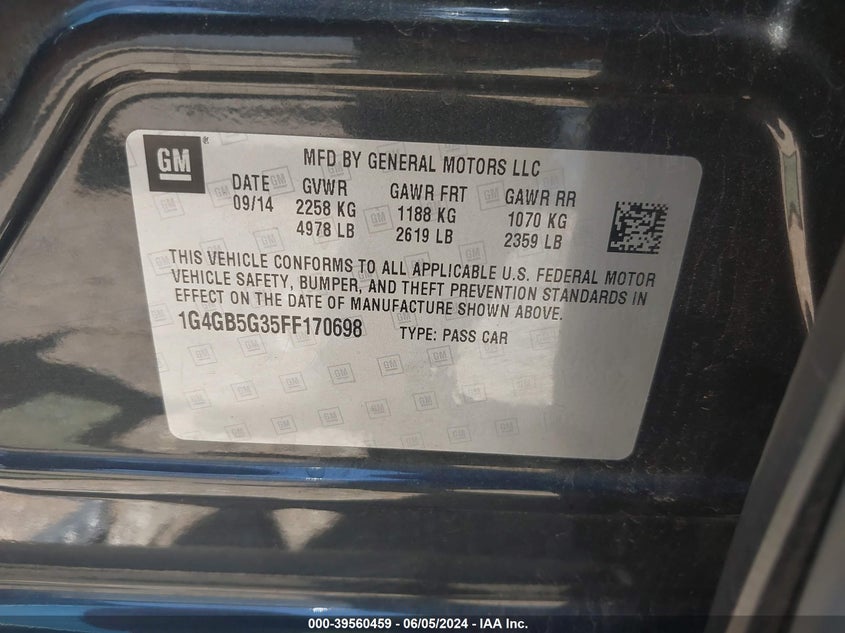 GM
MFD BY GENERAL MOTORS LLC
DATE GVWR GAWR FRT GAWR RR
09/14 2258 KG 1188 KG 1070 KG
4978 LB 2619 LB 2359 LB
THIS VEHICLE CONFORMS TO ALL APPLICABLE U.S. FEDERAL MOTOR
VEHICLE SAFETY, BUMPER, AND THEFT PREVENTION STANDARDS IN
EFFECT ON THE DATE OF MANUFACTURE SHOWN ABOVE.
1G4GB5G35FF170698 TYPE: PASS CAR
000-39560459 - 06/05/2024 - IAA Inc.